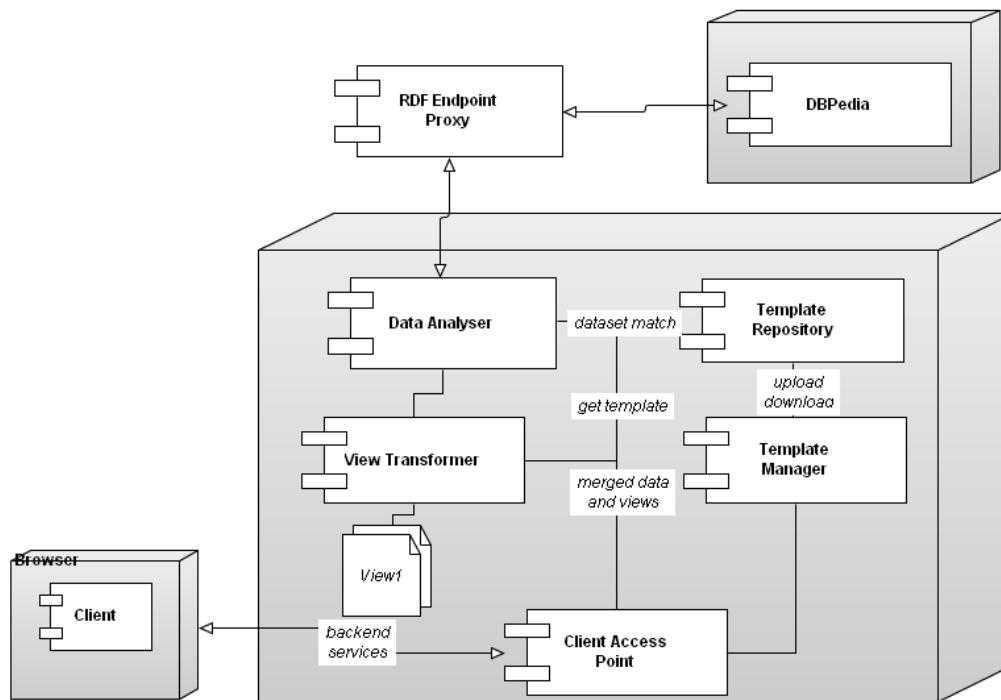 RDF Endpoint
Proxy
DBPedia
Data Analyser
dataset match
Template
Repository
upload
download
get template
View Transformer
merged data
and views
Template
Manager
Browser
Client
View1
backend
services
Client Access
Point